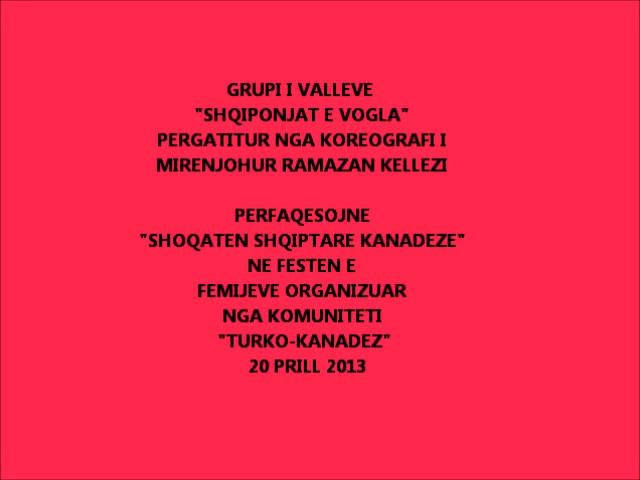 GRUPI I VALLEVE
"SHQIPONJAT E VOGLA"
PERGATITUR NGA KOREOGRAFI I
MIRENJOHUR RAMAZAN KELLEZI
PERFAQESOJNE
"SHOQATEN SHQIPTARE KANADEZE"
NE FESTEN E
FEMIJEVE ORGANIZUAR
NGA KOMUNITETI
"TURKO-KANADEZ"
20 PRILL 2013